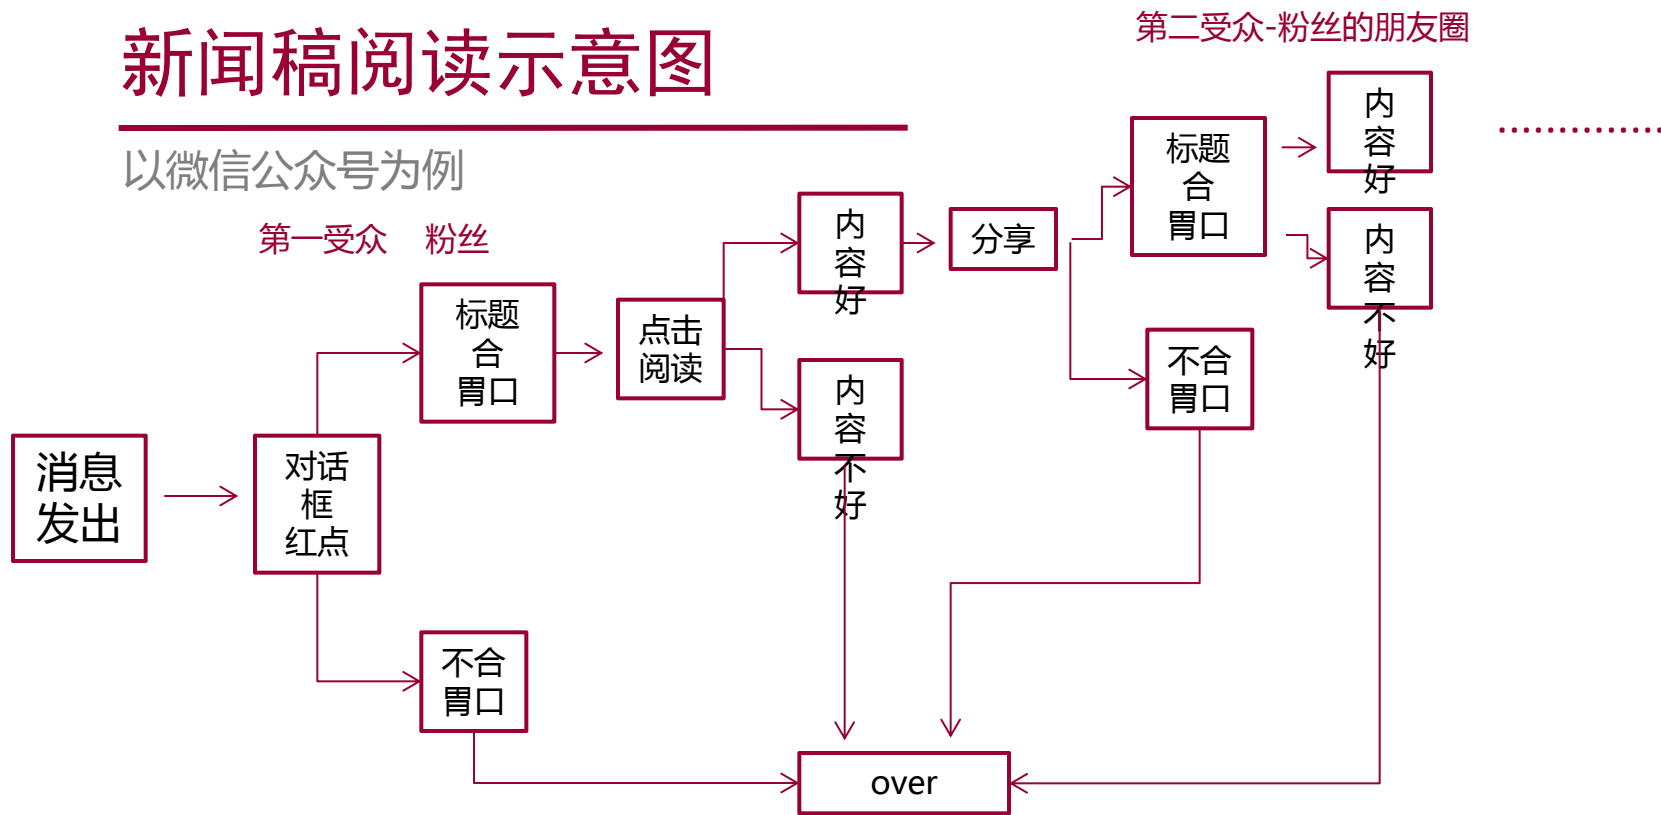 新闻稿阅读示意图
以微信公众号为例
第二受众-粉丝的朋友圈
第一受众 粉丝
消息
发出
对话
框
红点
标题
合
胃口
不合
胃口
点击
阅读
内
容
好
内
容
不
好
分享
标题
合
胃口
不合
胃口
内
容
好
内
容
不
好
over